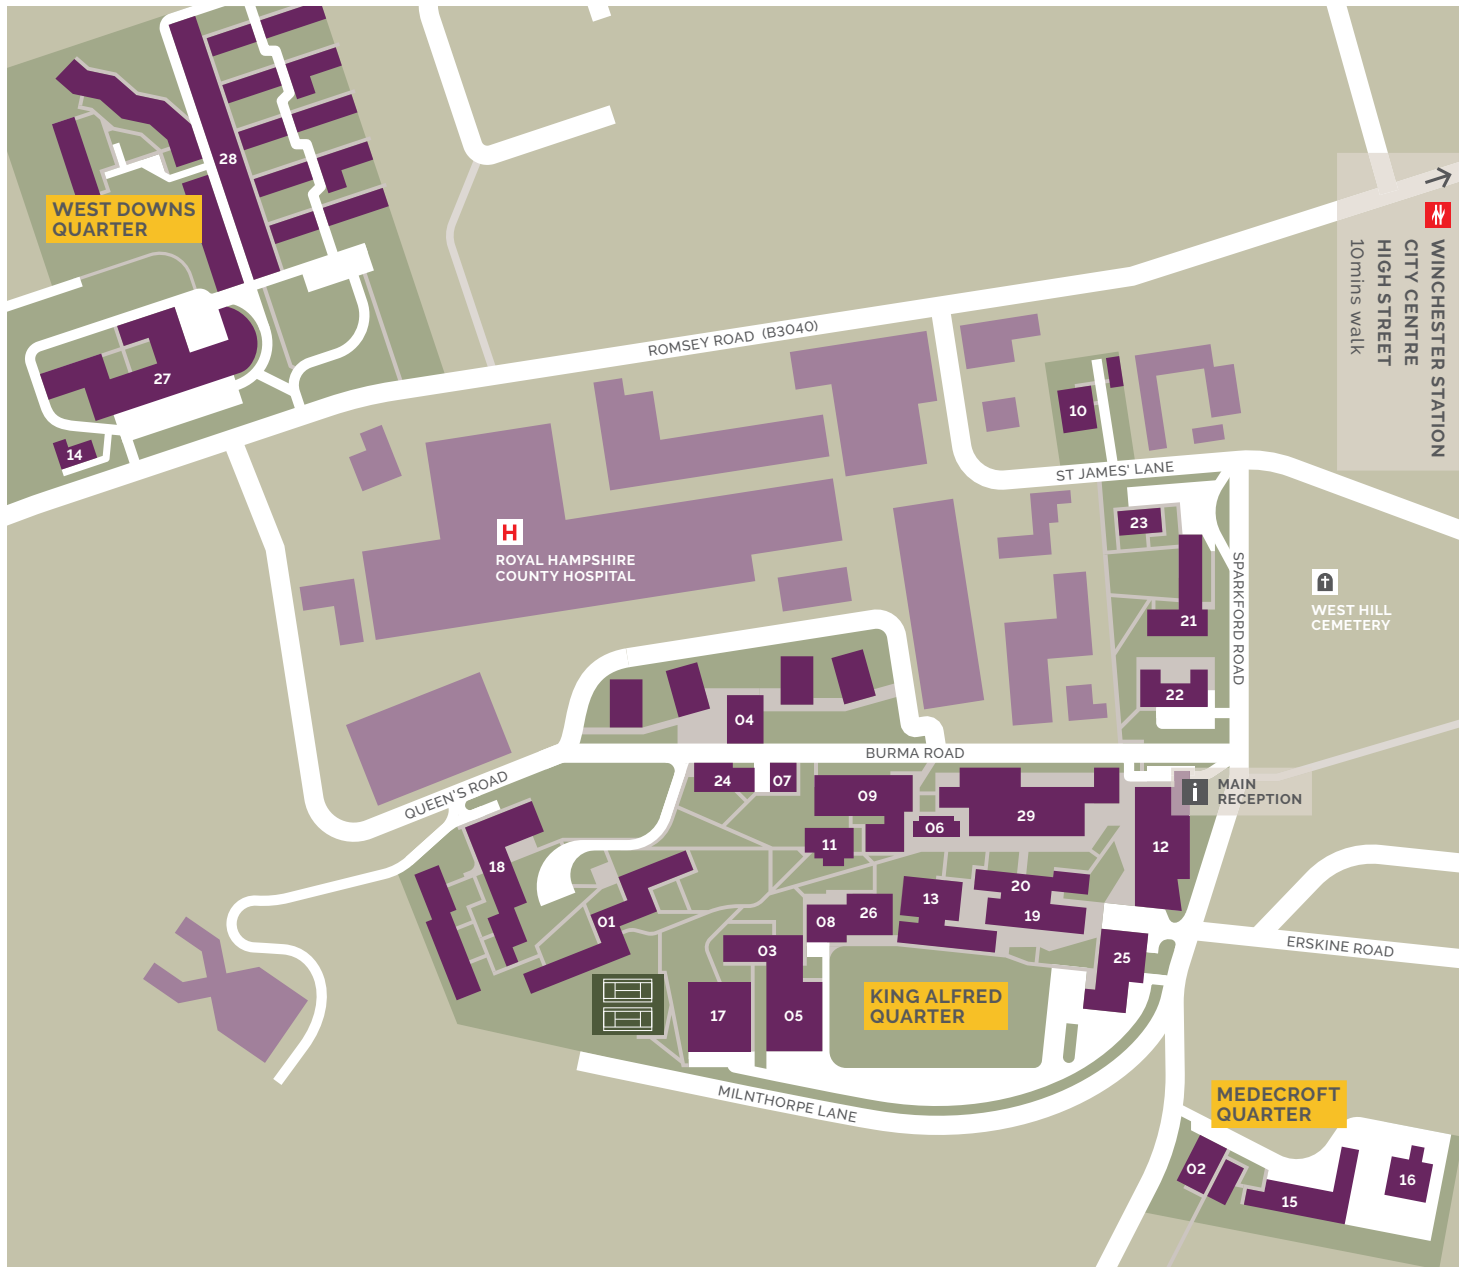 28
WEST DOWNS
QUARTER
27
14
ROMSEY ROAD (B3040)
WINCHESTER STATION
CITY CENTRE
HIGH STREET
10mins walk
10
ST JAMES' LANE
H
ROYAL HAMPSHIRE
COUNTY HOSPITAL
23
SPARKFORD ROAD
WEST HILL
CEMETERY
21
22
04
BURMA ROAD
QUEEN'S ROAD
24
07
09
29
06
i
MAIN
RECEPTION
11
12
18
20
13
19
26
08
01
03
25
ERSKINE ROAD
KING ALFRED
QUARTER
17
05
MILNTHORPE LANE
MEDECROFT
QUARTER
02
15
16